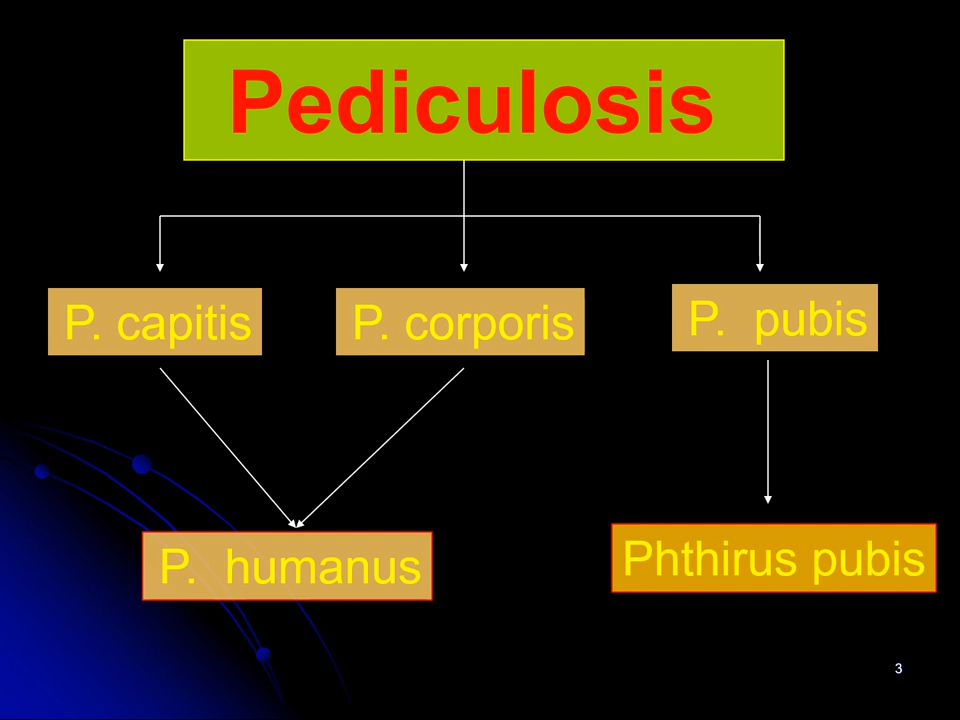 Pediculosis
P. capitis
P. corporis
P. pubis
P. humanus
Phthirus pubis
3